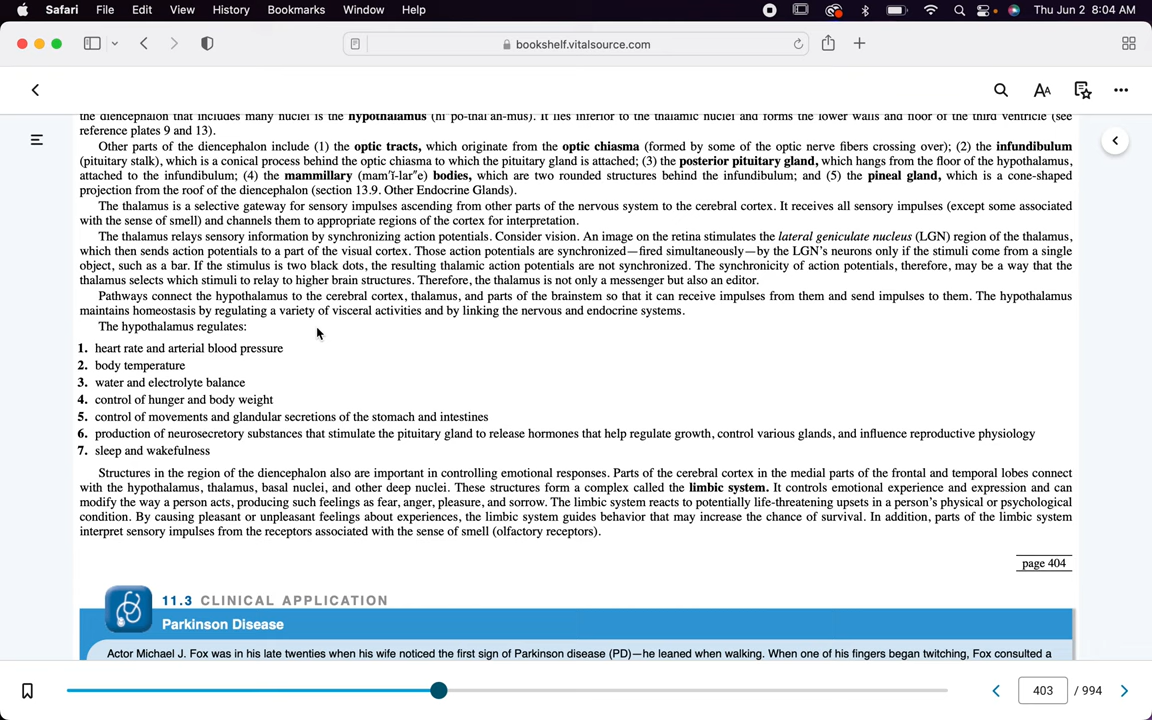 Safari File Edit View History Bookmarks Window Help Thu Jun 2 8:04 AM
bookshelf.vitalsource.com
AA
the diencephalon that includes many nuclei is the hypothalamus (hi″po-thal′ah-mus). It lies inferior to the thalamic nuclei and forms the lower walls and floor of the third ventricle (see
reference plates 9 and 13).
Other parts of the diencephalon include (1) the optic tracts, which originate from the optic chiasma (formed by some of the optic nerve fibers crossing over); (2) the infundibulum
(pituitary stalk), which is a conical process behind the optic chiasma to which the pituitary gland is attached; (3) the posterior pituitary gland, which hangs from the floor of the hypothalamus,
attached to the infundibulum; (4) the mammillary (mam′ĭ-lar″e) bodies, which are two rounded structures behind the infundibulum; and (5) the pineal gland, which is a cone-shaped
projection from the roof of the diencephalon (section 13.9. Other Endocrine Glands).
The thalamus is a selective gateway for sensory impulses ascending from other parts of the nervous system to the cerebral cortex. It receives all sensory impulses (except some associated
with the sense of smell) and channels them to appropriate regions of the cortex for interpretation.
The thalamus relays sensory information by synchronizing action potentials. Consider vision. An image on the retina stimulates the lateral geniculate nucleus (LGN) region of the thalamus,
which then sends action potentials to a part of the visual cortex. Those action potentials are synchronized—fired simultaneously—by the LGN's neurons only if the stimuli come from a single
object, such as a bar. If the stimulus is two black dots, the resulting thalamic action potentials are not synchronized. The synchronicity of action potentials, therefore, may be a way that the
thalamus selects which stimuli to relay to higher brain structures. Therefore, the thalamus is not only a messenger but also an editor.
Pathways connect the hypothalamus to the cerebral cortex, thalamus, and parts of the brainstem so that it can receive impulses from them and send impulses to them. The hypothalamus
maintains homeostasis by regulating a variety of visceral activities and by linking the nervous and endocrine systems.
The hypothalamus regulates:
1. heart rate and arterial blood pressure
2. body temperature
3. water and electrolyte balance
4. control of hunger and body weight
5. control of movements and glandular secretions of the stomach and intestines
6. production of neurosecretory substances that stimulate the pituitary gland to release hormones that help regulate growth, control various glands, and influence reproductive physiology
7. sleep and wakefulness
Structures in the region of the diencephalon also are important in controlling emotional responses. Parts of the cerebral cortex in the medial parts of the frontal and temporal lobes connect
with the hypothalamus, thalamus, basal nuclei, and other deep nuclei. These structures form a complex called the limbic system. It controls emotional experience and expression and can
modify the way a person acts, producing such feelings as fear, anger, pleasure, and sorrow. The limbic system reacts to potentially life-threatening upsets in a person's physical or psychological
condition. By causing pleasant or unpleasant feelings about experiences, the limbic system guides behavior that may increase the chance of survival. In addition, parts of the limbic system
interpret sensory impulses from the receptors associated with the sense of smell (olfactory receptors).
page 404
11.3 CLINICAL APPLICATION
Parkinson Disease
Actor Michael J. Fox was in his late twenties when his wife noticed the first sign of Parkinson disease (PD)—he leaned when walking. When one of his fingers began twitching, Fox consulted a
403 / 994